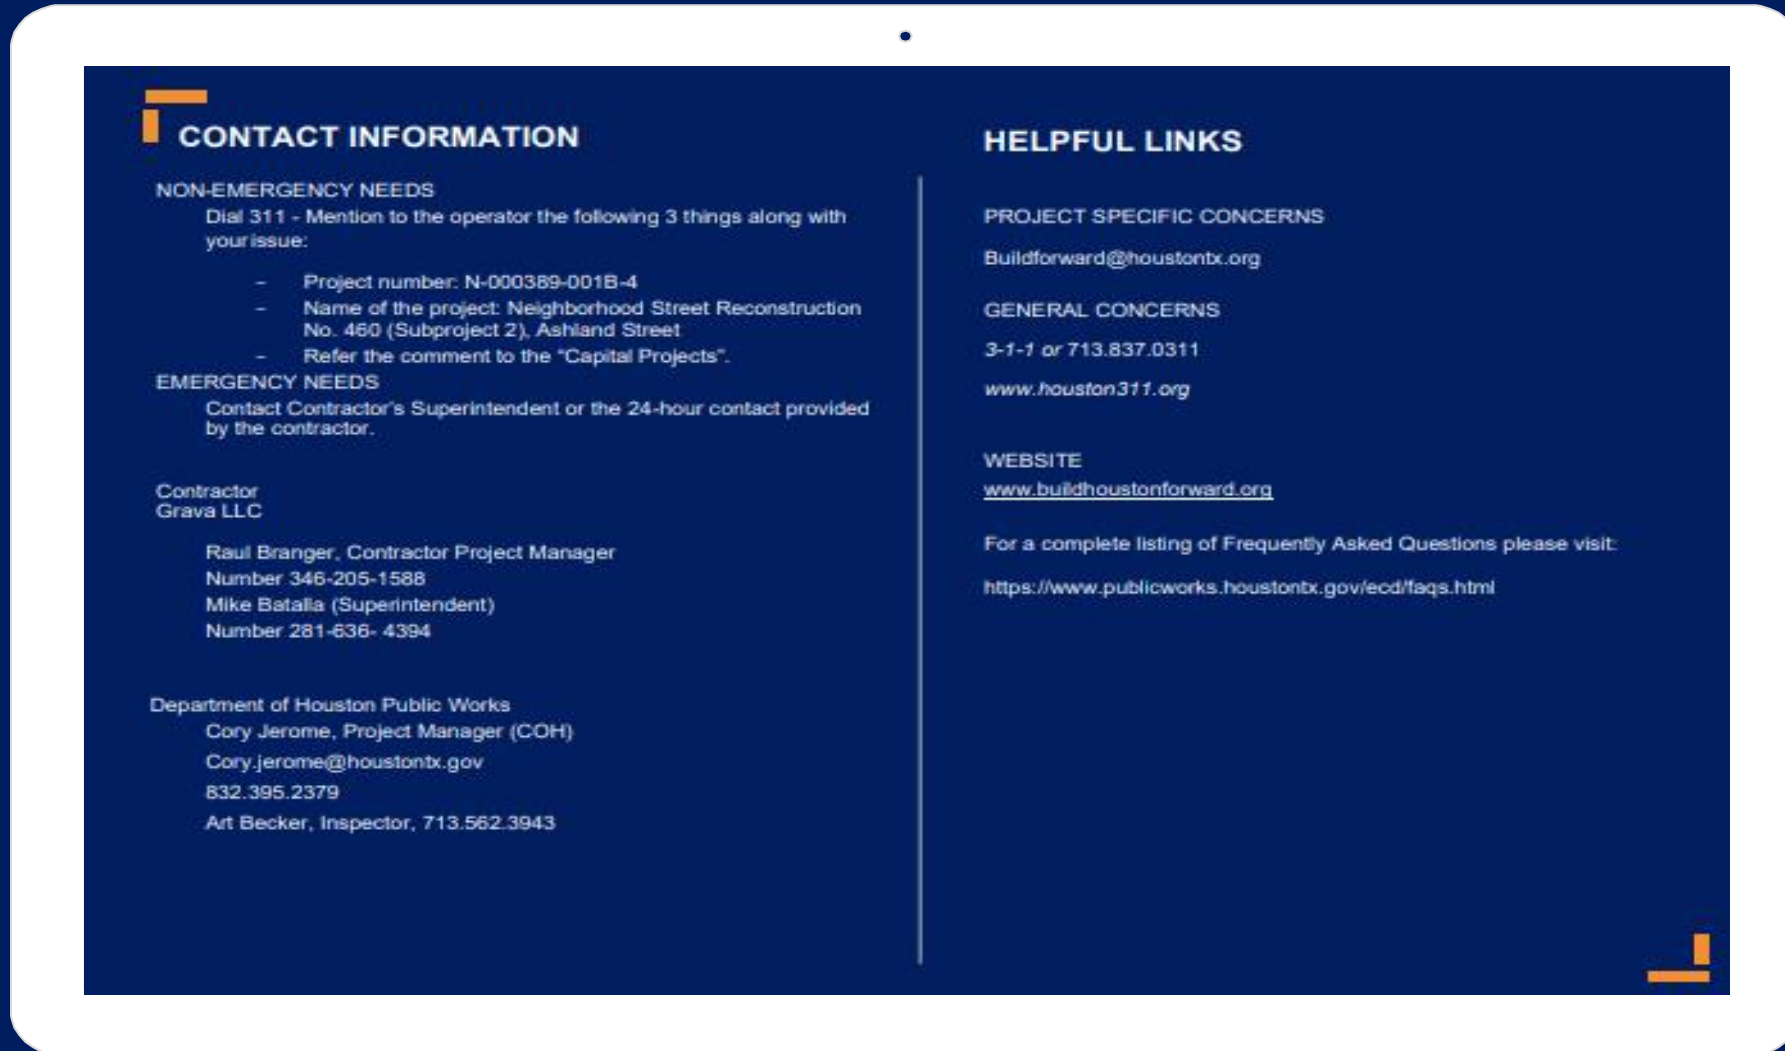 CONTACT INFORMATION
NON-EMERGENCY NEEDS
Dial 311 - Mention to the operator the following 3 things along with
your issue:
- Project number: N-000389-001B-4
- Name of the project: Neighborhood Street Reconstruction
No. 460 (Subproject 2), Ashland Street
- Refer the comment to the “Capital Projects”.
EMERGENCY NEEDS
Contact Contractor's Superintendent or the 24-hour contact provided
by the contractor.
Contractor
Grava LLC
Raul Branger, Contractor Project Manager
Number 346-205-1588
Mike Batalla (Superintendent)
Number 281-636- 4394
Department of Houston Public Works
Cory Jerome, Project Manager (COH)
Cory.jerome@houstontx.gov
832.395.2379
Art Becker, Inspector, 713.562.3943
HELPFUL LINKS
PROJECT SPECIFIC CONCERNS
Buildforward@houstontx.org
GENERAL CONCERNS
3-1-1 or 713.837.0311
www.houston311.org
WEBSITE
www.buildhoustonforward.org
For a complete listing of Frequently Asked Questions please visit:
https://www.publicworks.houstontx.gov/ecd/faqs.html